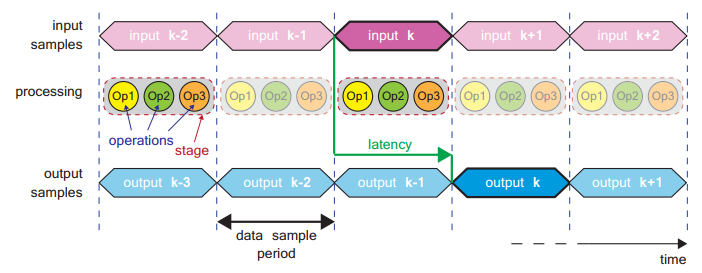 input samples
input k-2
input k-1
input k
input k+1
input k+2
processing
Op1 Op2 Op3
Op1 Op2 Op3
Op1 Op2 Op3
Op1 Op2 Op3
Op1 Op2 Op3
operations
stage
latency
output samples
output k-3
output k-2
output k-1
output k
output k+1
data sample
period
time